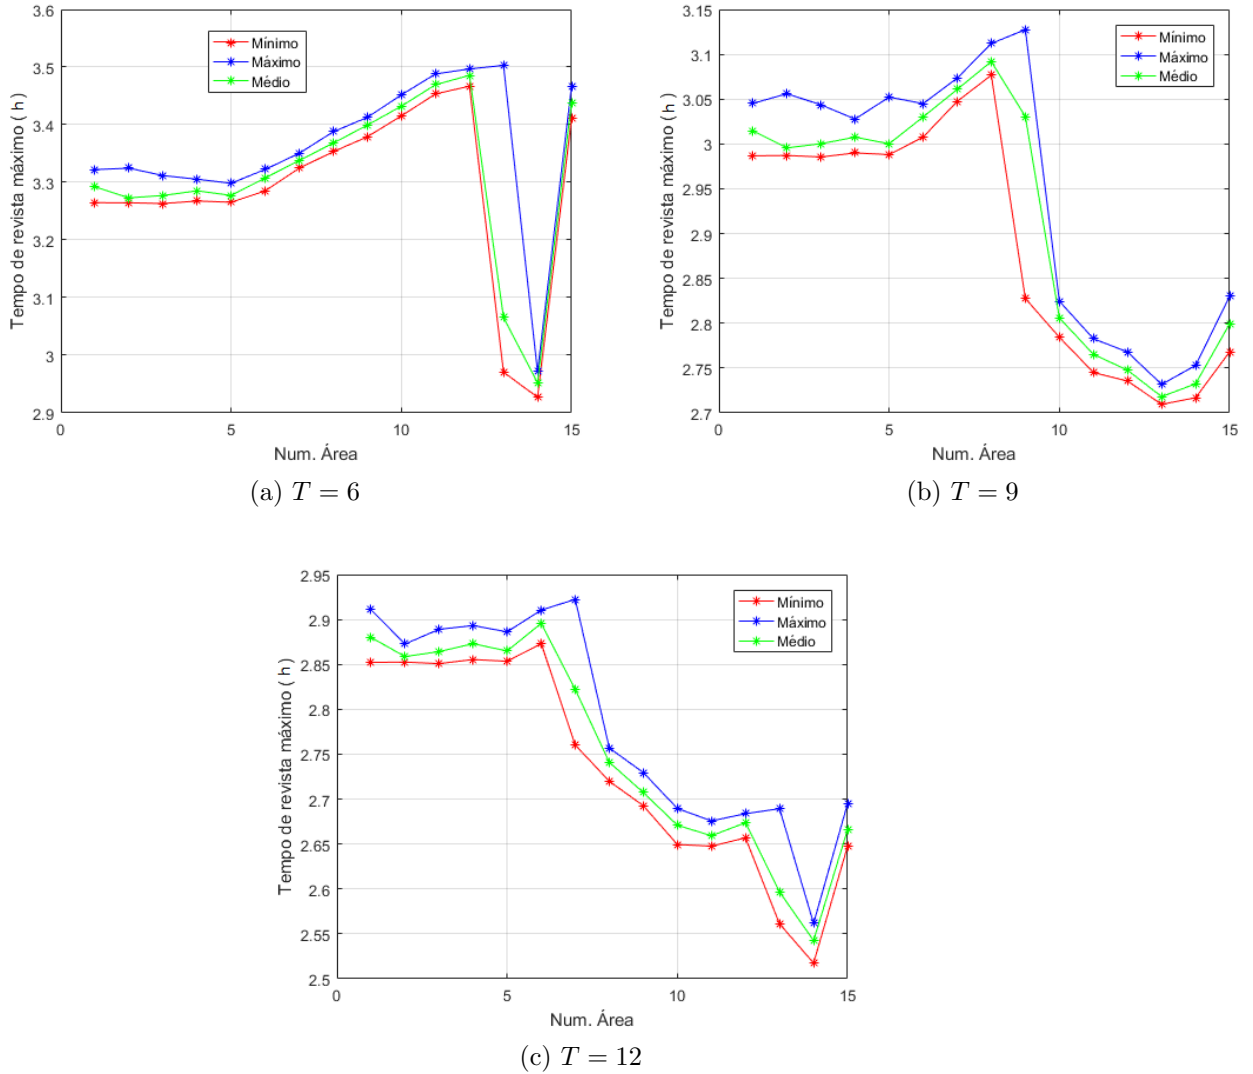 3.6
3.5
3.4
3.3
3.2
3.1
3
2.9
Tempo de revista máximo ( h )
Mínimo
Máximo
Médio
0
5
10
15
Num. Área
(a) T = 6
3.15
3.1
3.05
3
2.95
2.9
2.85
2.8
2.75
2.7
Tempo de revista máximo ( h )
Mínimo
Máximo
Médio
0
5
10
15
Num. Área
(b) T = 9
2.95
2.9
2.85
2.8
2.75
2.7
2.65
2.6
2.55
2.5
Tempo de revista máximo ( h )
Mínimo
Máximo
Médio
0
5
10
15
Num. Área
(c) T = 12